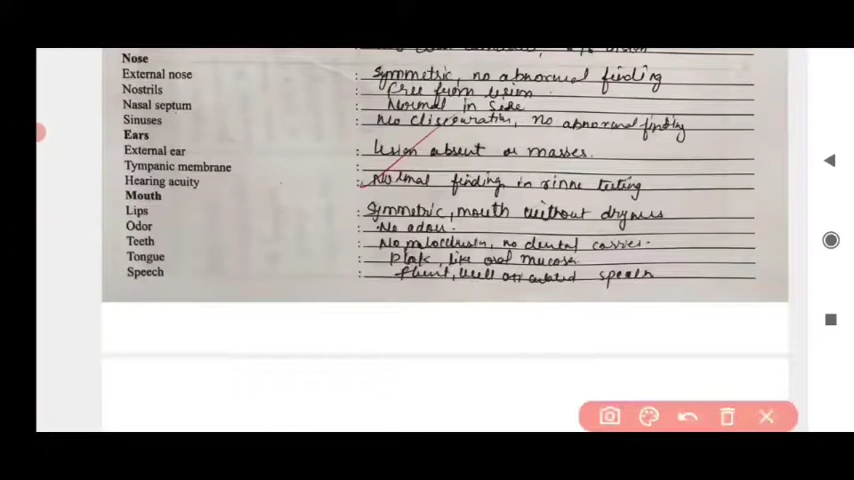 Nose
External nose : Symmetric, no abnormal finding
Nostrils : Free from lesion
Nasal septum : Normal in size
Sinuses : No discouration, no abnormal finding
Ears
External ear : lesion absent or masses.
Tympanic membrane :
Hearing acuity : Normal finding in rinne testing
Mouth
Lips : Symmetric, mouth without dryness
Odor : No odour.
Teeth : No malocclusin, no dental carries.
Tongue : Pink, like oral mucosa.
Speech : fluent, well articulated speech